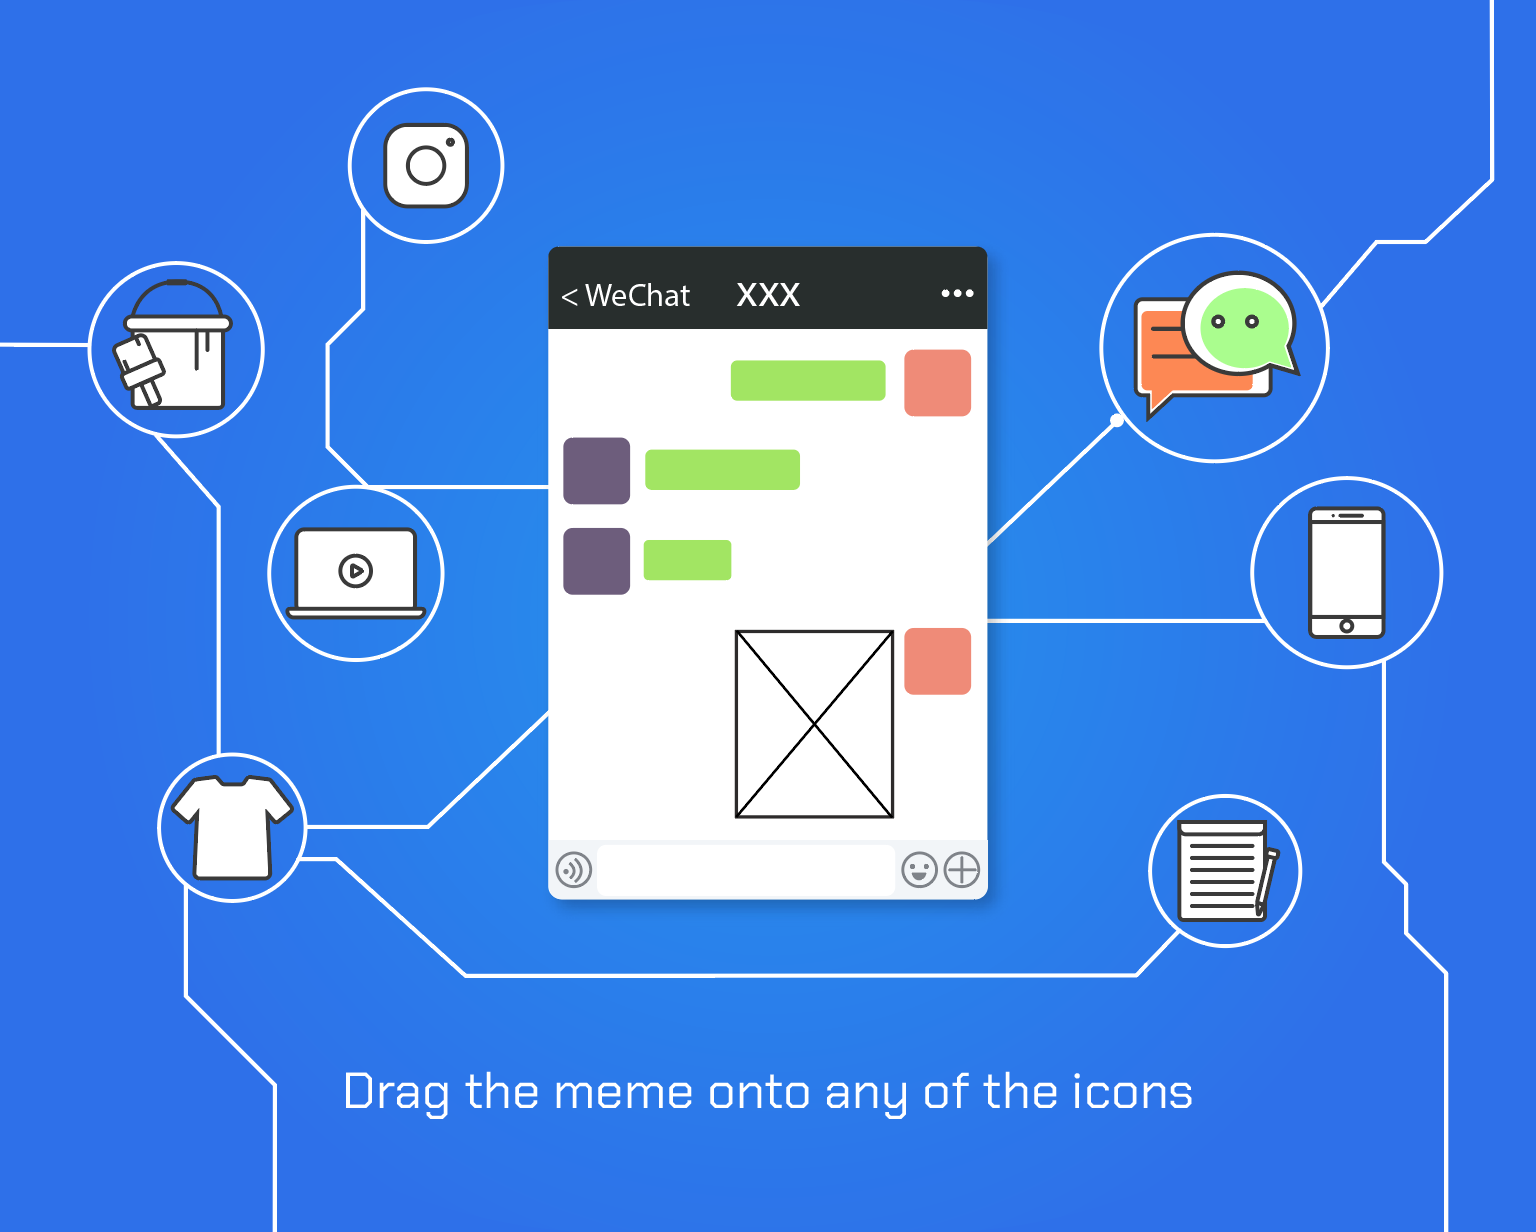 < WeChat XXX •••
Drag the meme onto any of the icons